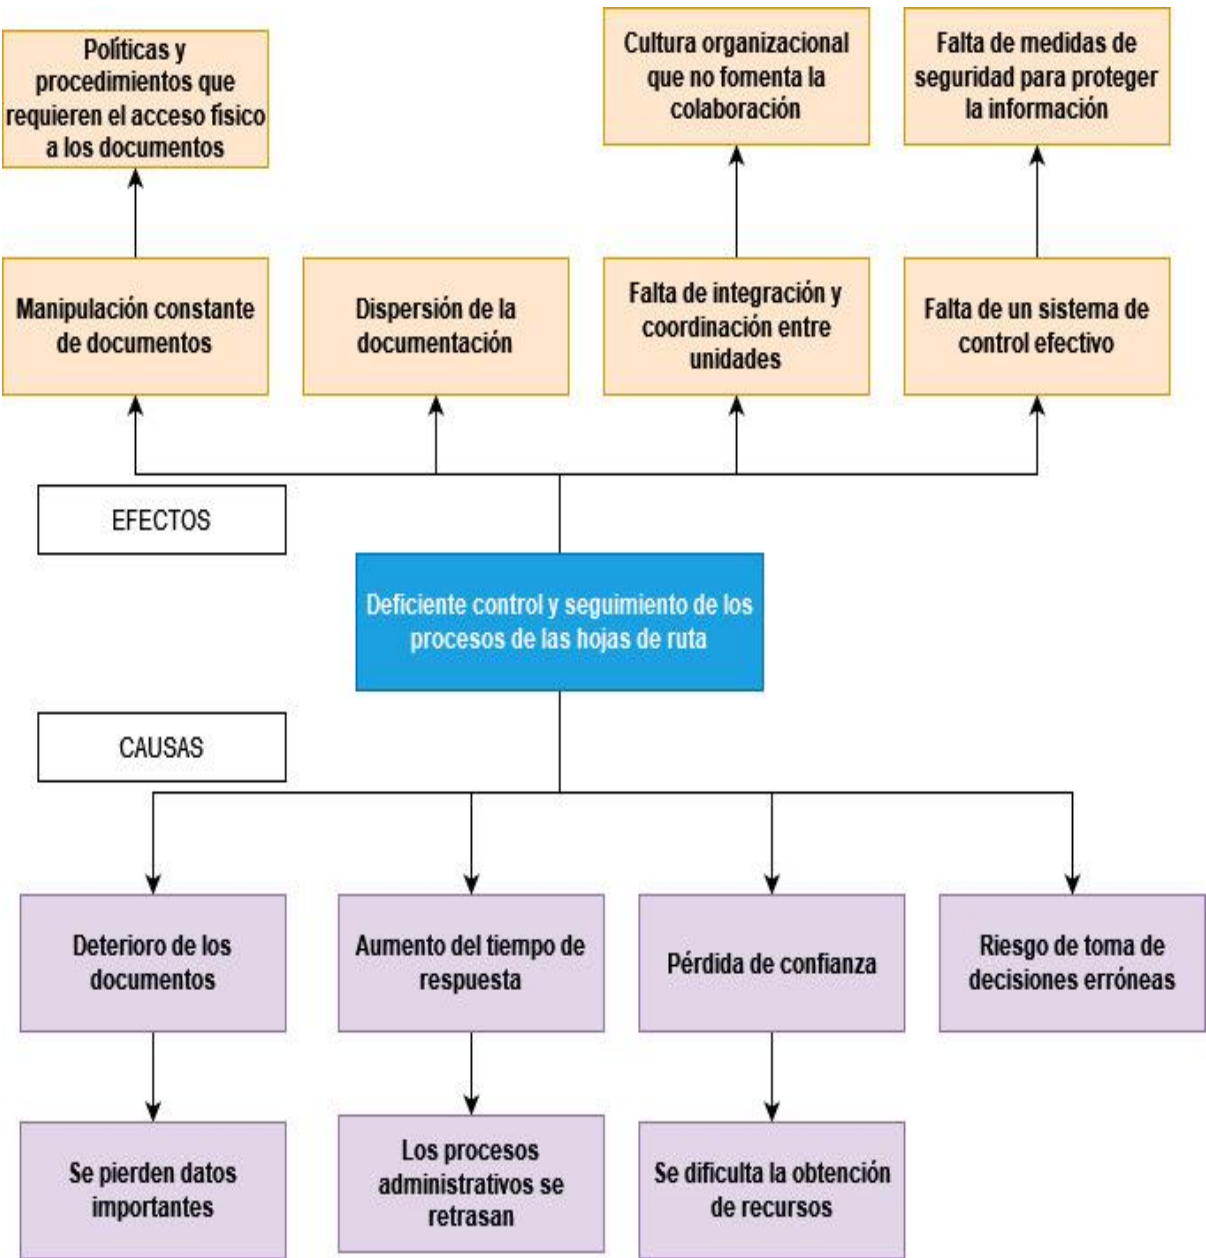 Políticas y
procedimientos que
requieren el acceso físico
a los documentos
Cultura organizacional
que no fomenta la
colaboración
Falta de medidas de
seguridad para proteger
la información
Manipulación constante
de documentos
Dispersión de la
documentación
Falta de integración y
coordinación entre
unidades
Falta de un sistema de
control efectivo
EFECTOS
Deficiente control y seguimiento de los
procesos de las hojas de ruta
CAUSAS
Deterioro de los
documentos
Aumento del tiempo de
respuesta
Pérdida de confianza
Riesgo de toma de
decisiones erróneas
Se pierden datos
importantes
Los procesos
administrativos se
retrasan
Se dificulta la obtención
de recursos